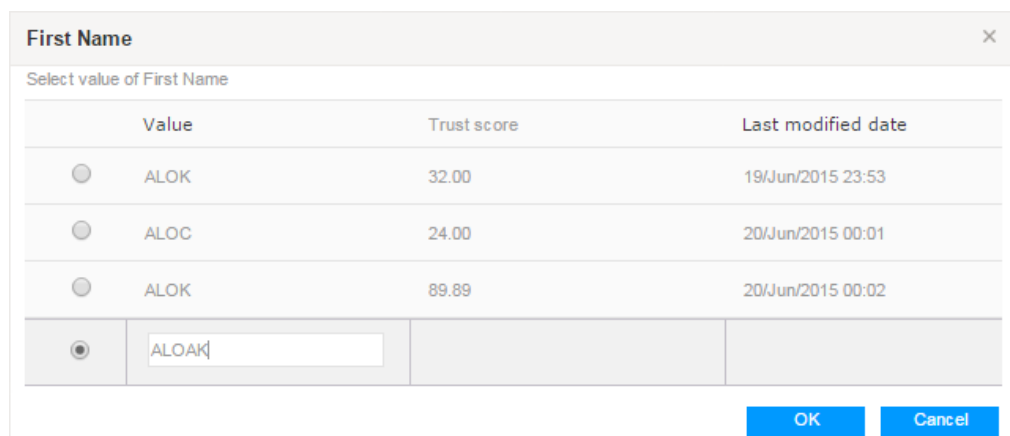 First Name ×
Select value of First Name
Value Trust score Last modified date
ALOK 32.00 19/Jun/2015 23:53
ALOC 24.00 20/Jun/2015 00:01
ALOK 89.89 20/Jun/2015 00:02
ALOAK
OK Cancel